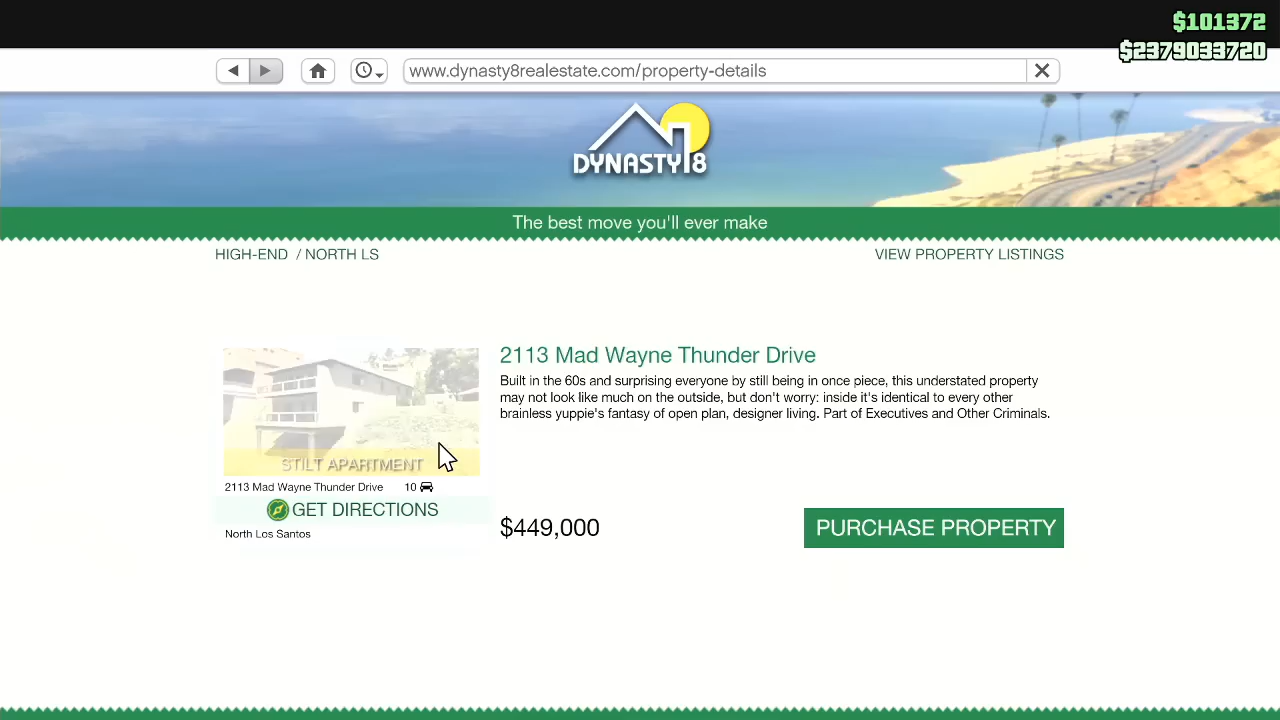 $101372
$2379033720
www.dynasty8realestate.com/property-details
DYNASTY 8
The best move you'll ever make
HIGH-END / NORTH LS
VIEW PROPERTY LISTINGS
2113 Mad Wayne Thunder Drive
Built in the 60s and surprising everyone by still being in once piece, this understated property
may not look like much on the outside, but don't worry: inside it's identical to every other
brainless yuppie's fantasy of open plan, designer living. Part of Executives and Other Criminals.
STILT APARTMENT
2113 Mad Wayne Thunder Drive 10
GET DIRECTIONS
North Los Santos
$449,000
PURCHASE PROPERTY